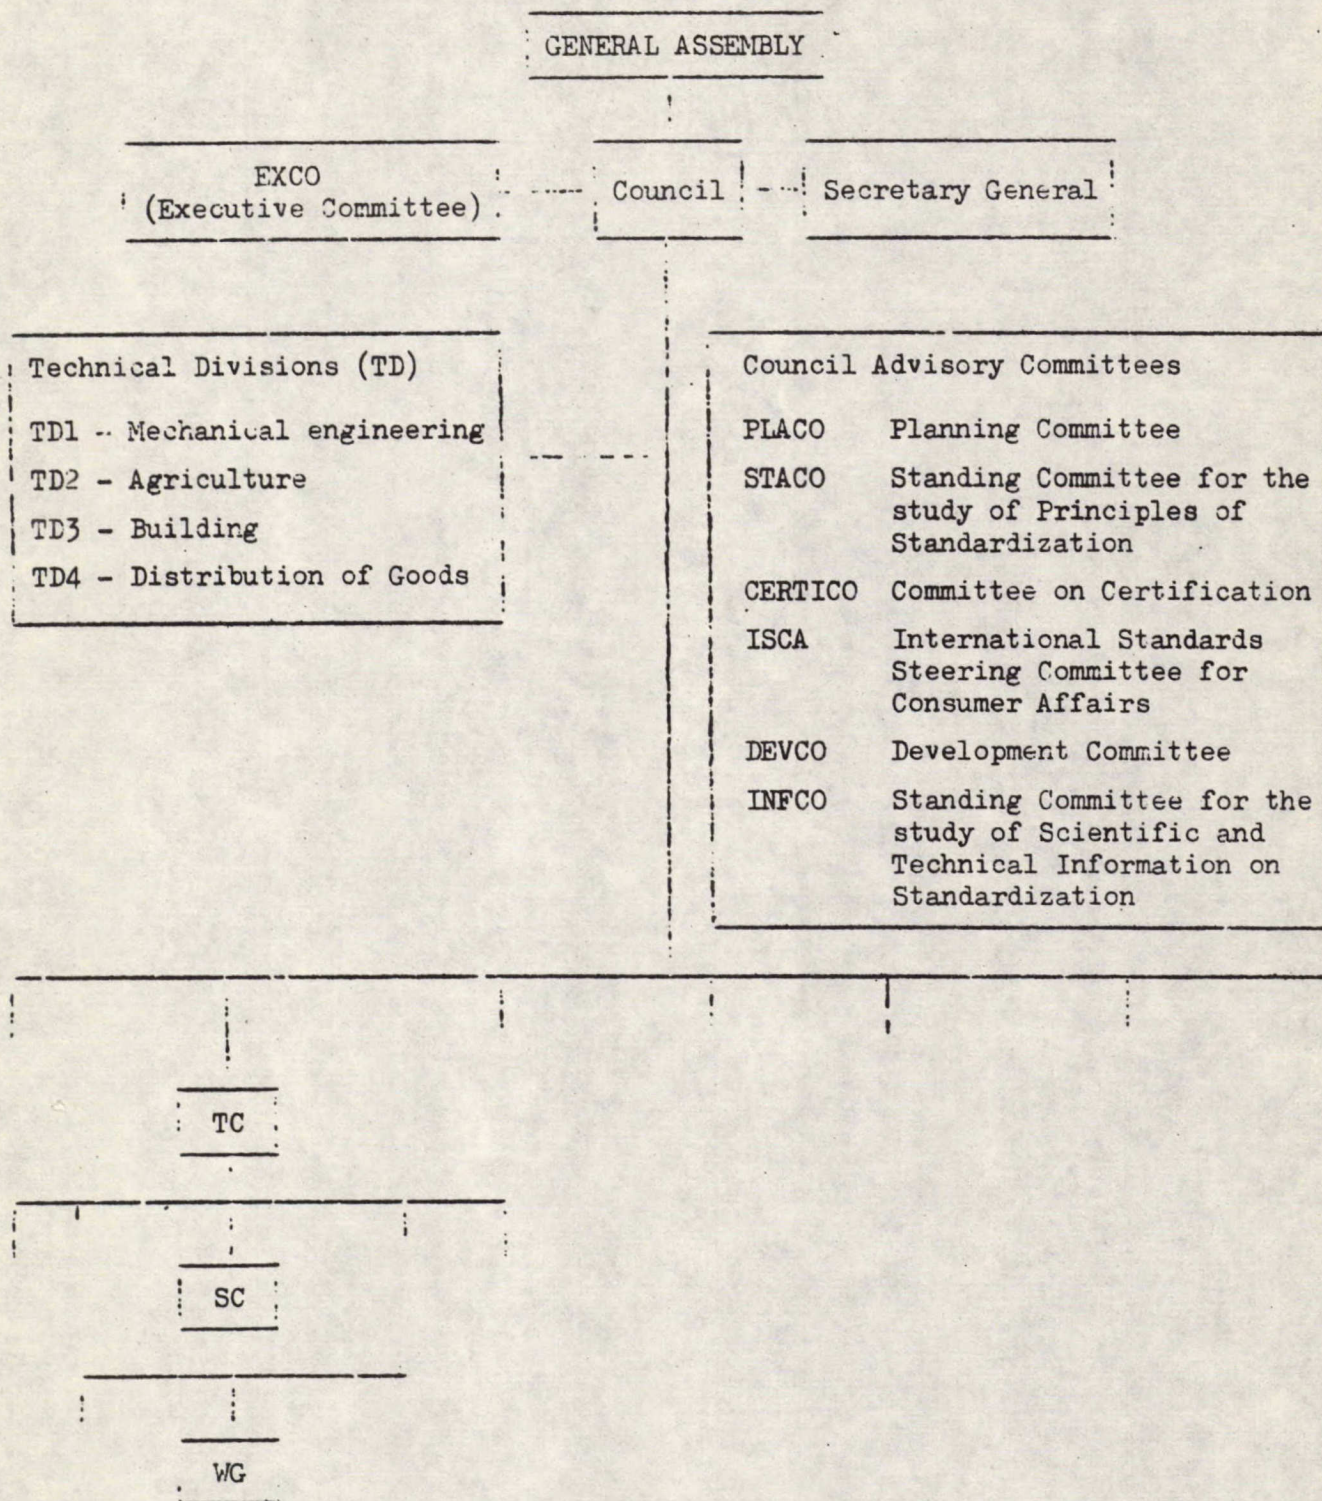 GENERAL ASSEMBLY
EXCO
(Executive Committee)
Council
Secretary General
Technical Divisions (TD)
TD1 - Mechanical engineering
TD2 - Agriculture
TD3 - Building
TD4 - Distribution of Goods
Council Advisory Committees
PLACO Planning Committee
STACO Standing Committee for the
study of Principles of
Standardization
CERTICO Committee on Certification
ISCA International Standards
Steering Committee for
Consumer Affairs
DEVCO Development Committee
INFCO Standing Committee for the
study of Scientific and
Technical Information on
Standardization
TC
SC
WG